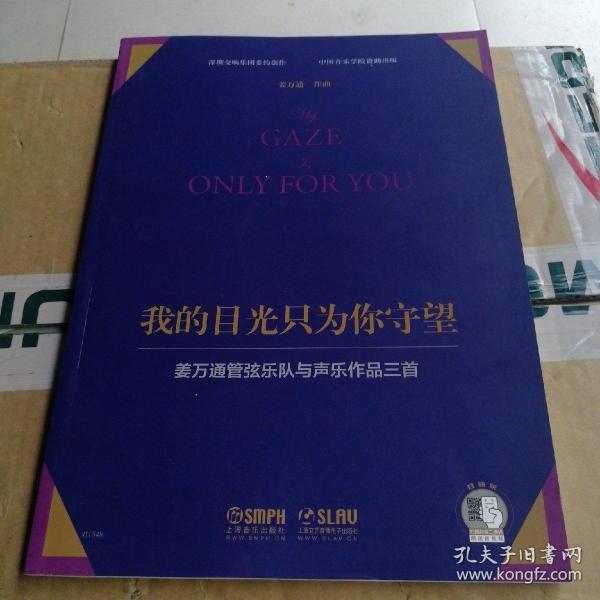 深圳交响乐团委约创作 中国音乐学院资助出版
姜万通 作曲
My
GAZE
Is
ONLY FOR YOU
我的目光只为你守望
姜万通管弦乐队与声乐作品三首
SMPH SLAV
上海音乐出版社 上海文艺音像电子出版社
WWW.SMPH.CN WWW.SLAV.CN
孔夫子旧书网
www.kongfz.com